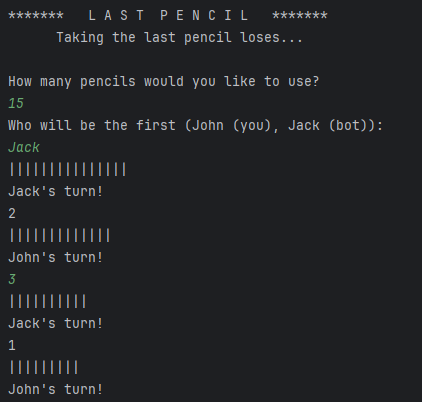 *******   L A S T  P E N C I L   *******
      Taking the last pencil loses...
How many pencils would you like to use?
15
Who will be the first (John (you), Jack (bot)):
Jack
|||||||||||||||
Jack's turn!
2
|||||||||||||
John's turn!
3
||||||||||
Jack's turn!
1
|||||||||
John's turn!